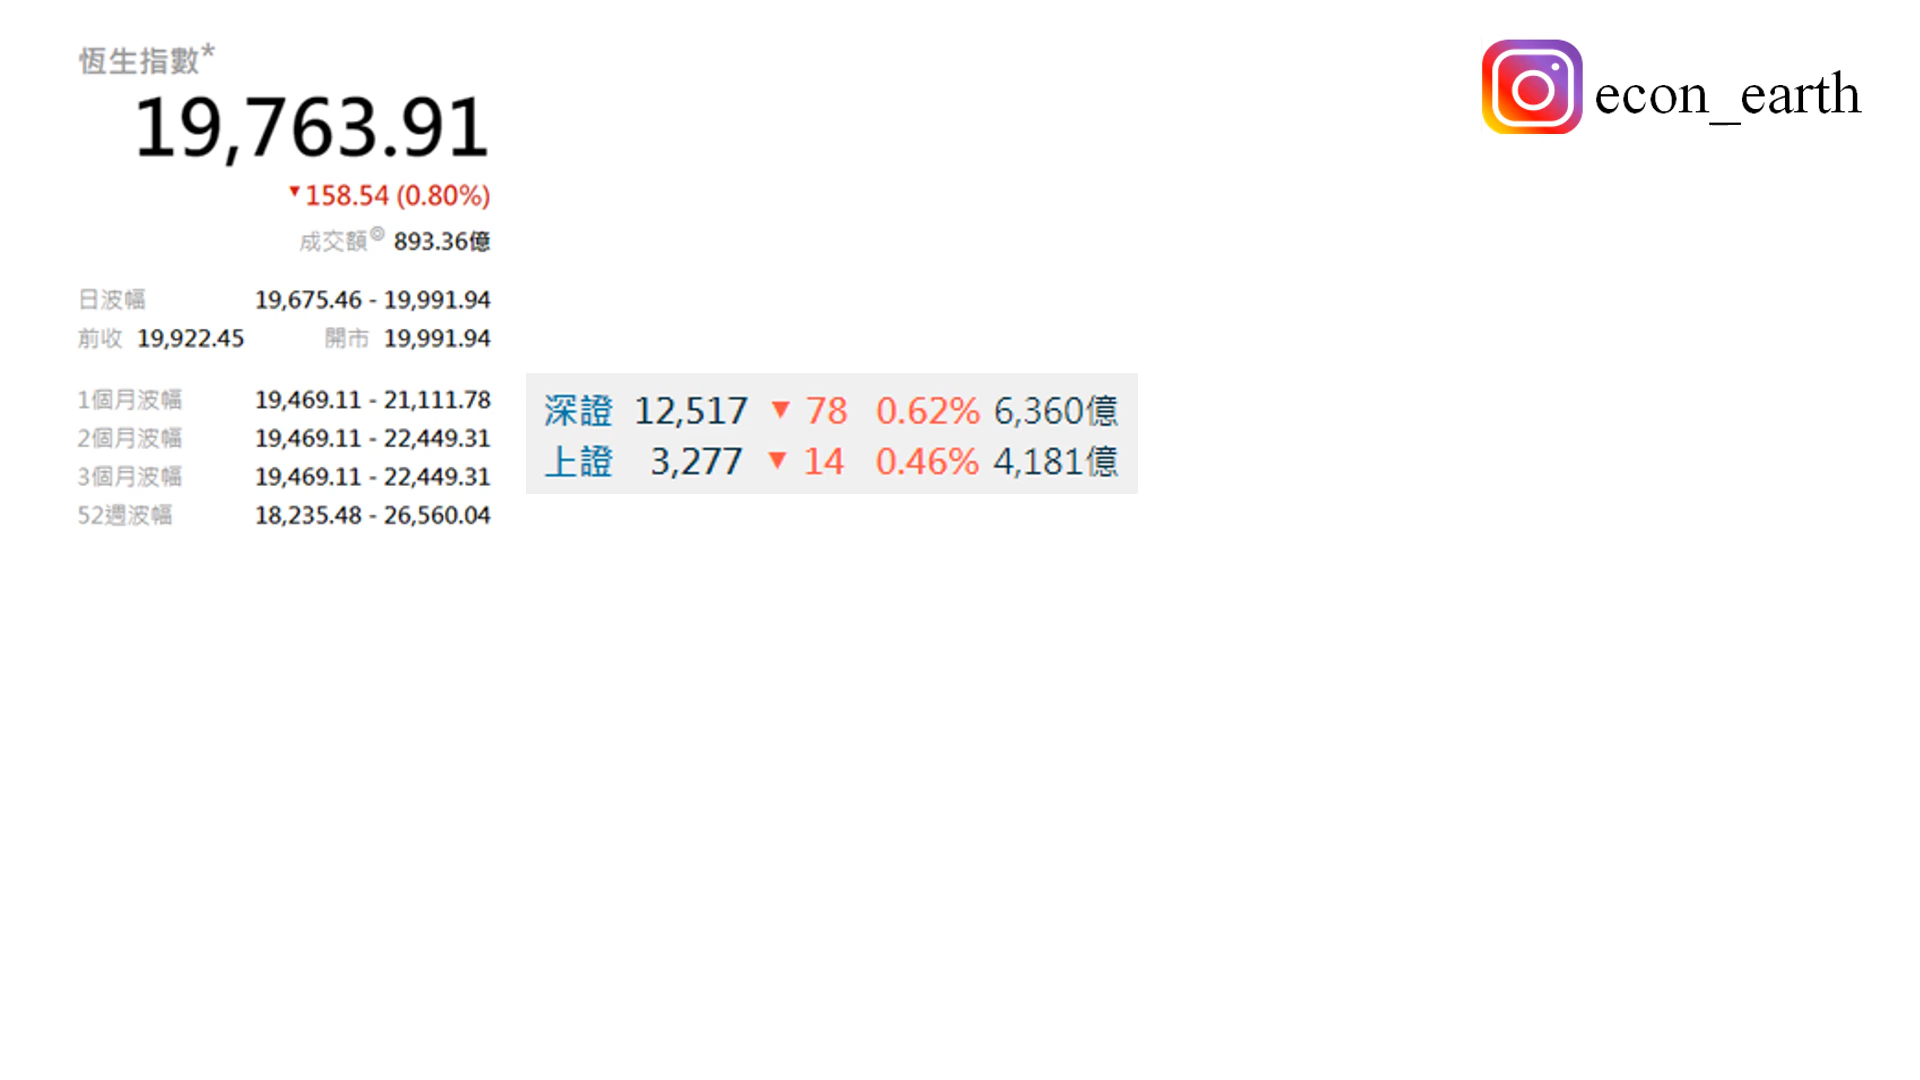 恆生指數*
19,763.91
▼158.54 (0.80%)
成交額◎ 893.36億
日波幅 19,675.46 - 19,991.94
前收 19,922.45 開市 19,991.94
1個月波幅 19,469.11 - 21,111.78
2個月波幅 19,469.11 - 22,449.31
3個月波幅 19,469.11 - 22,449.31
52週波幅 18,235.48 - 26,560.04
深證 12,517 ▼ 78 0.62% 6,360億
上證 3,277 ▼ 14 0.46% 4,181億
econ_earth